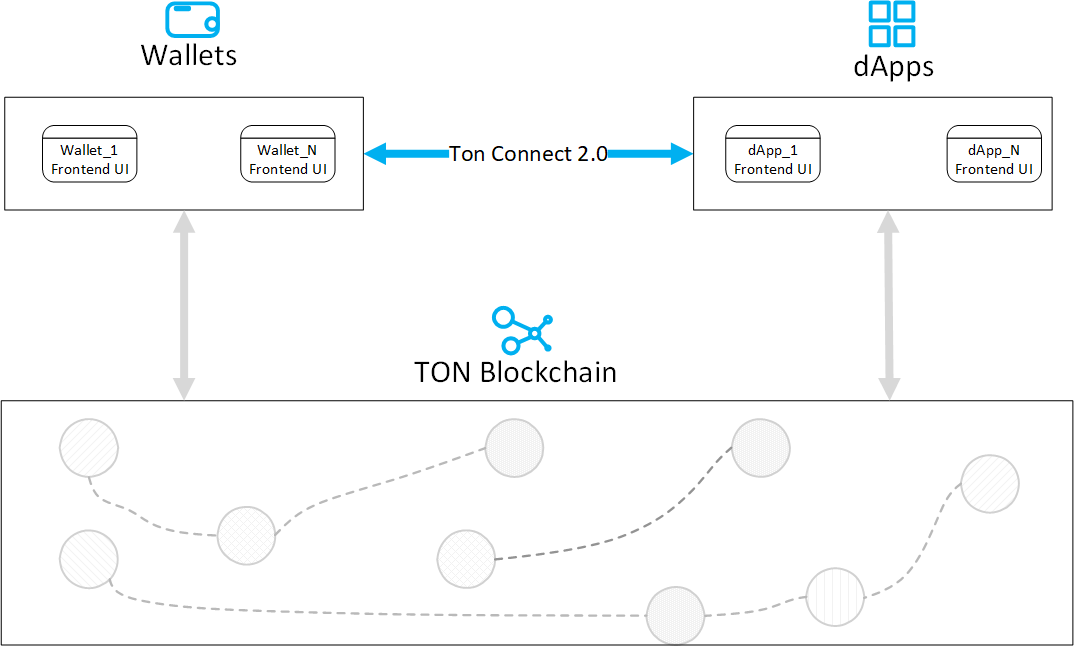 Wallets
dApps
Wallet_1
Frontend UI
Wallet_N
Frontend UI
Ton Connect 2.0
dApp_1
Frontend UI
dApp_N
Frontend UI
TON Blockchain